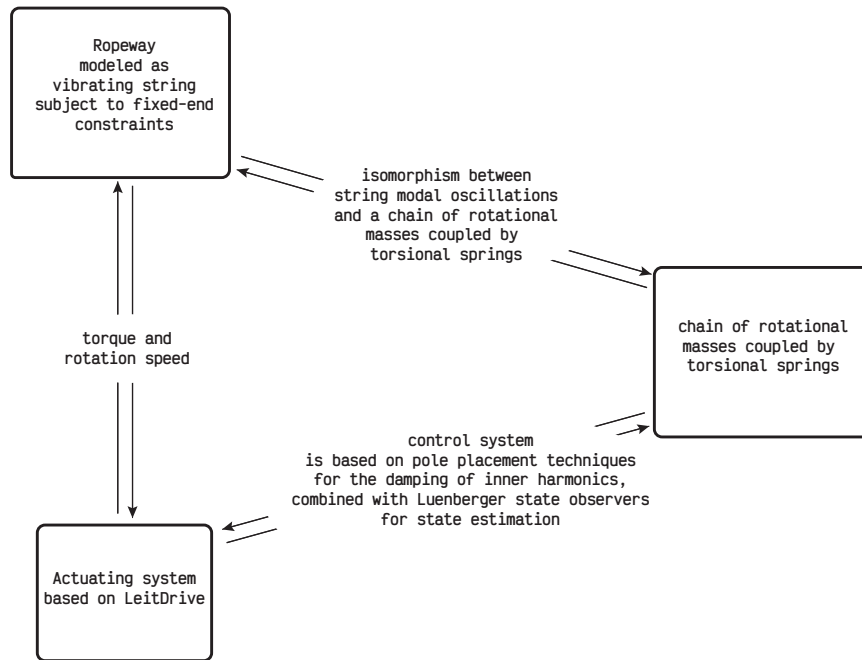 Ropeway
modeled as
vibrating string
subject to fixed-end
constraints
isomorphism between
string modal oscillations
and a chain of rotational
masses coupled by
torsional springs
chain of rotational
masses coupled by
torsional springs
torque and
rotation speed
control system
is based on pole placement techniques
for the damping of inner harmonics,
combined with Luenberger state observers
for state estimation
Actuating system
based on LeitDrive